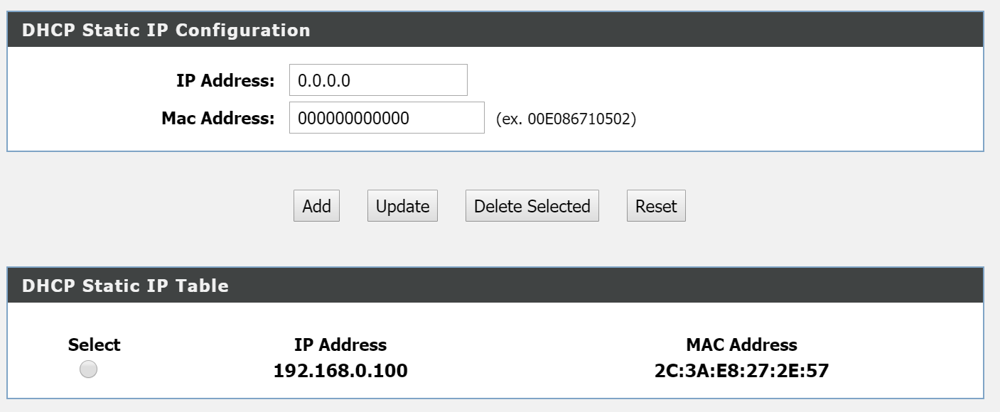 DHCP Static IP Configuration
IP Address: 0.0.0.0
Mac Address: 000000000000 (ex. 00E086710502)
Add Update Delete Selected Reset
DHCP Static IP Table
Select IP Address MAC Address
192.168.0.100 2C:3A:E8:27:2E:57